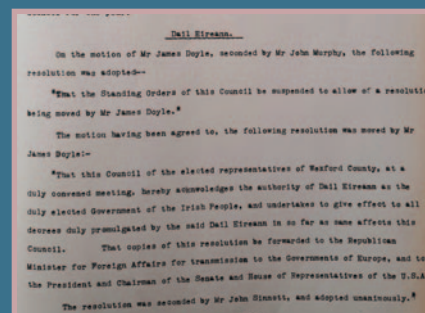 Dail Eireann.
On the motion of Mr James Doyle, seconded by Mr John Murphy, the following
resolution was adopted--
"That the Standing Orders of this Council be suspended to allow of a resolutio
being moved by Mr James Doyle."
The motion having been agreed to, the following resolution was moved by Mr
James Doyle:-
"That this Council of the elected representatives of Wexford County, at a
duly convened meeting, hereby acknowledges the authority of Dail Eireann as the
duly elected Government of the Irish People, and undertakes to give effect to all
decrees duly promulgated by the said Dail Eireann in so far as same affects this
Council. That copies of this resolution be forwarded to the Republican
Minister for Foreign Affairs for transmission to the Governments of Europe, and to
the President and Chairman of the Senate and House of Representatives of the U.S.A
The resolution was seconded by Mr John Sinnott, and adopted unanimously."